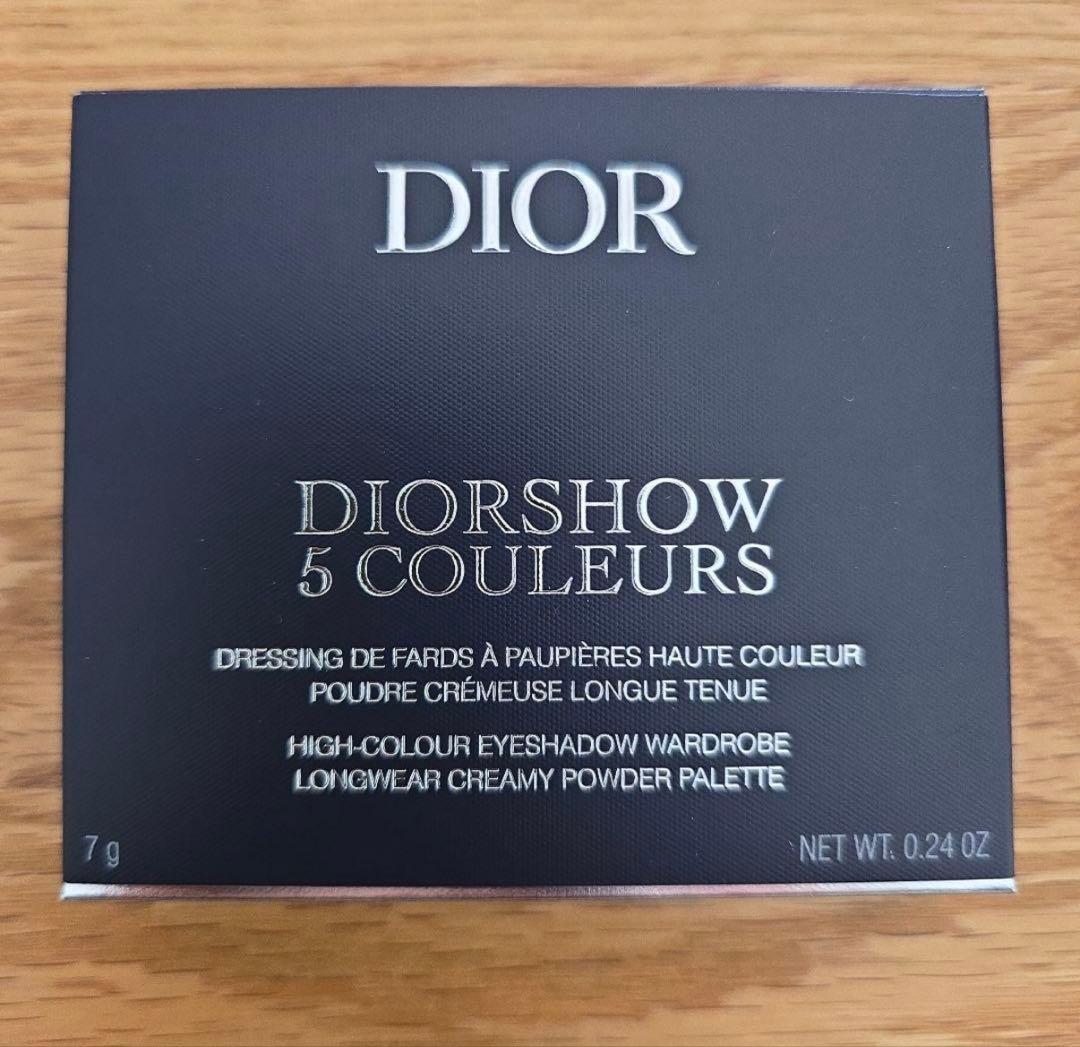 DIOR
DIORSHOW
5 COULEURS
DRESSING DE FARDS À PAUPIÈRES HAUTE COULEUR
POUDRE CRÉMEUSE LONGUE TENUE
HIGH-COLOUR EYESHADOW WARDROBE
LONGWEAR CREAMY POWDER PALETTE
7 g
NET WT. 0.24 OZ